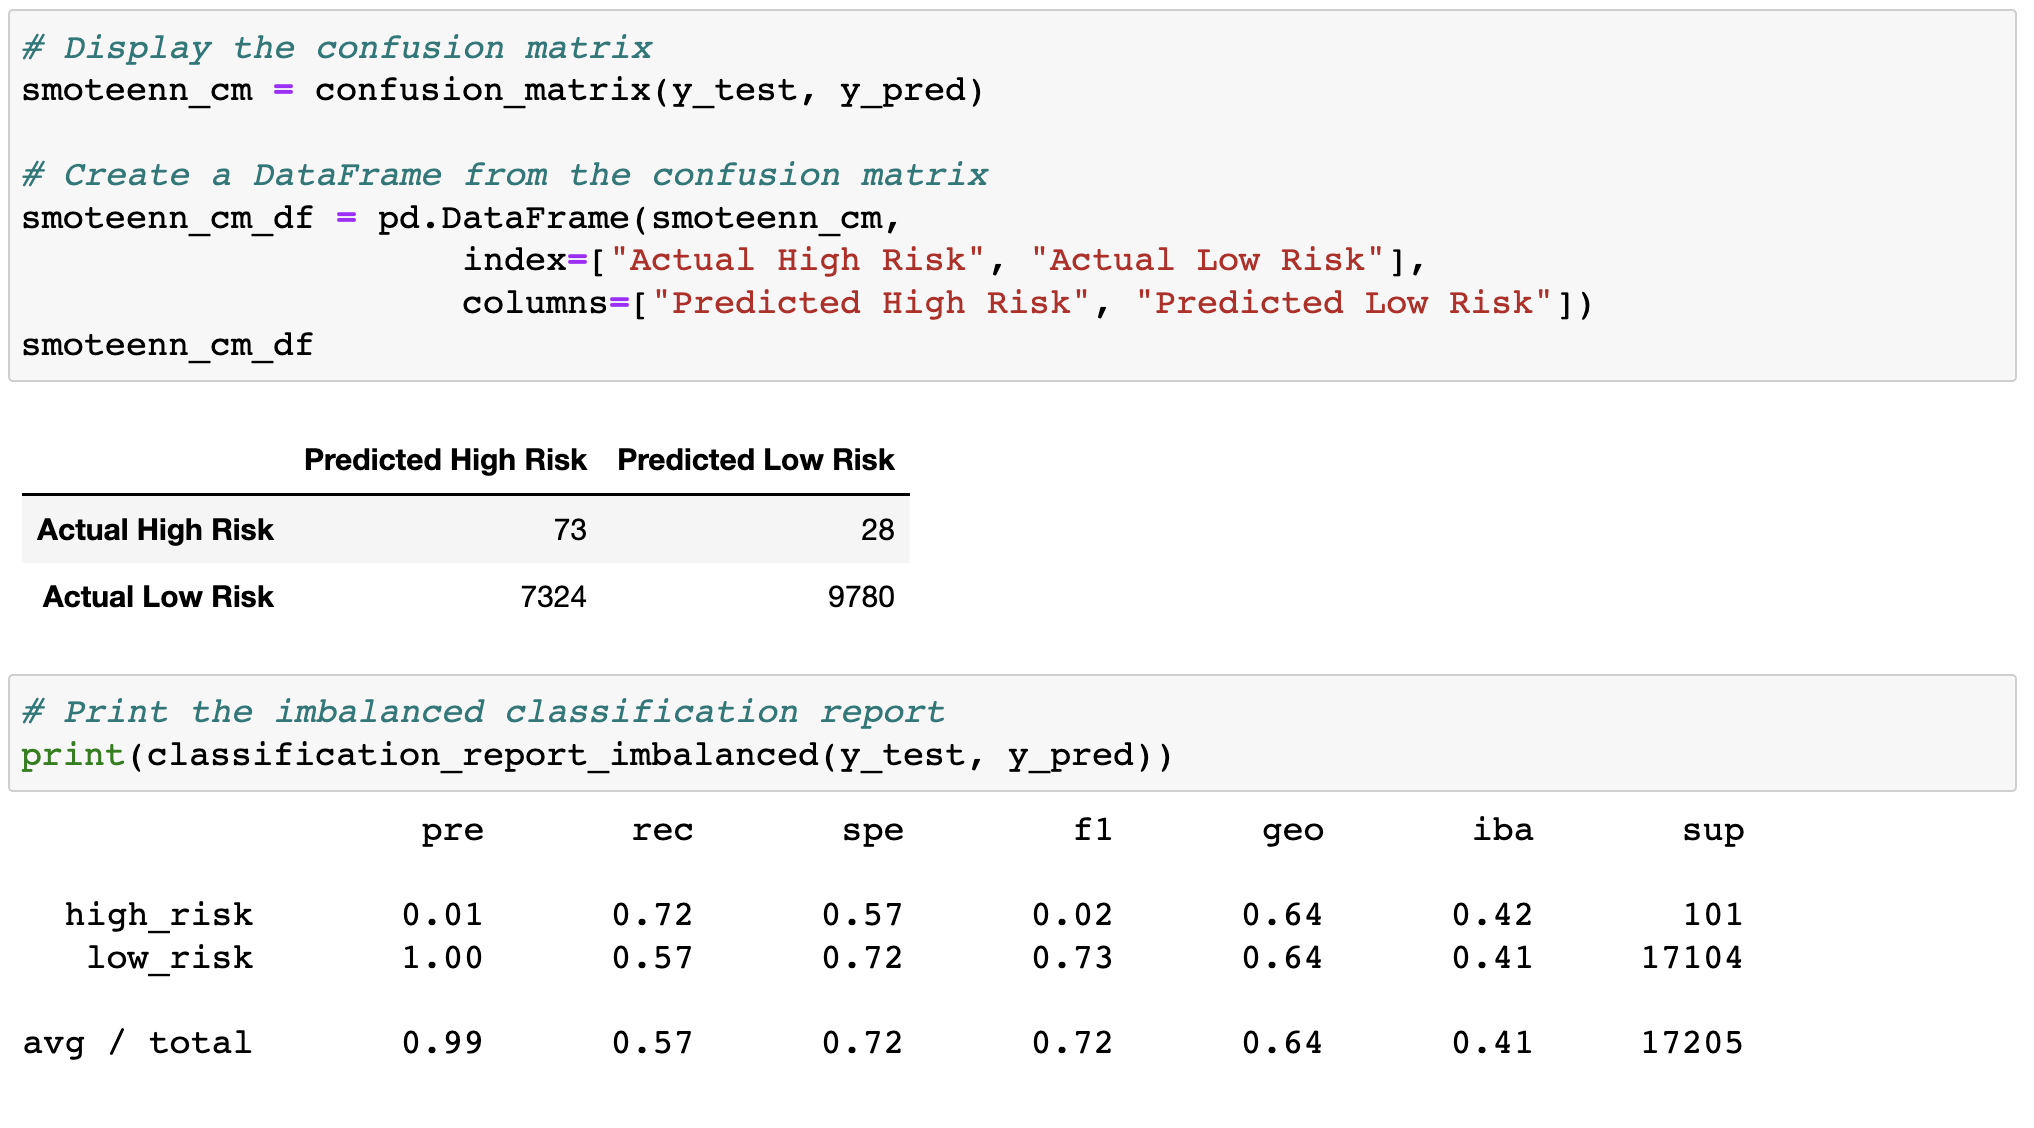 # Display the confusion matrix
smoteenn_cm = confusion_matrix(y_test, y_pred)
# Create a DataFrame from the confusion matrix
smoteenn_cm_df = pd.DataFrame(smoteenn_cm,
index=["Actual High Risk", "Actual Low Risk"],
columns=["Predicted High Risk", "Predicted Low Risk"])
smoteenn_cm_df
Predicted High Risk Predicted Low Risk
Actual High Risk 73 28
Actual Low Risk 7324 9780
# Print the imbalanced classification report
print(classification_report_imbalanced(y_test, y_pred))
pre rec spe f1 geo iba sup
high_risk 0.01 0.72 0.57 0.02 0.64 0.42 101
low_risk 1.00 0.57 0.72 0.73 0.64 0.41 17104
avg / total 0.99 0.57 0.72 0.72 0.64 0.41 17205